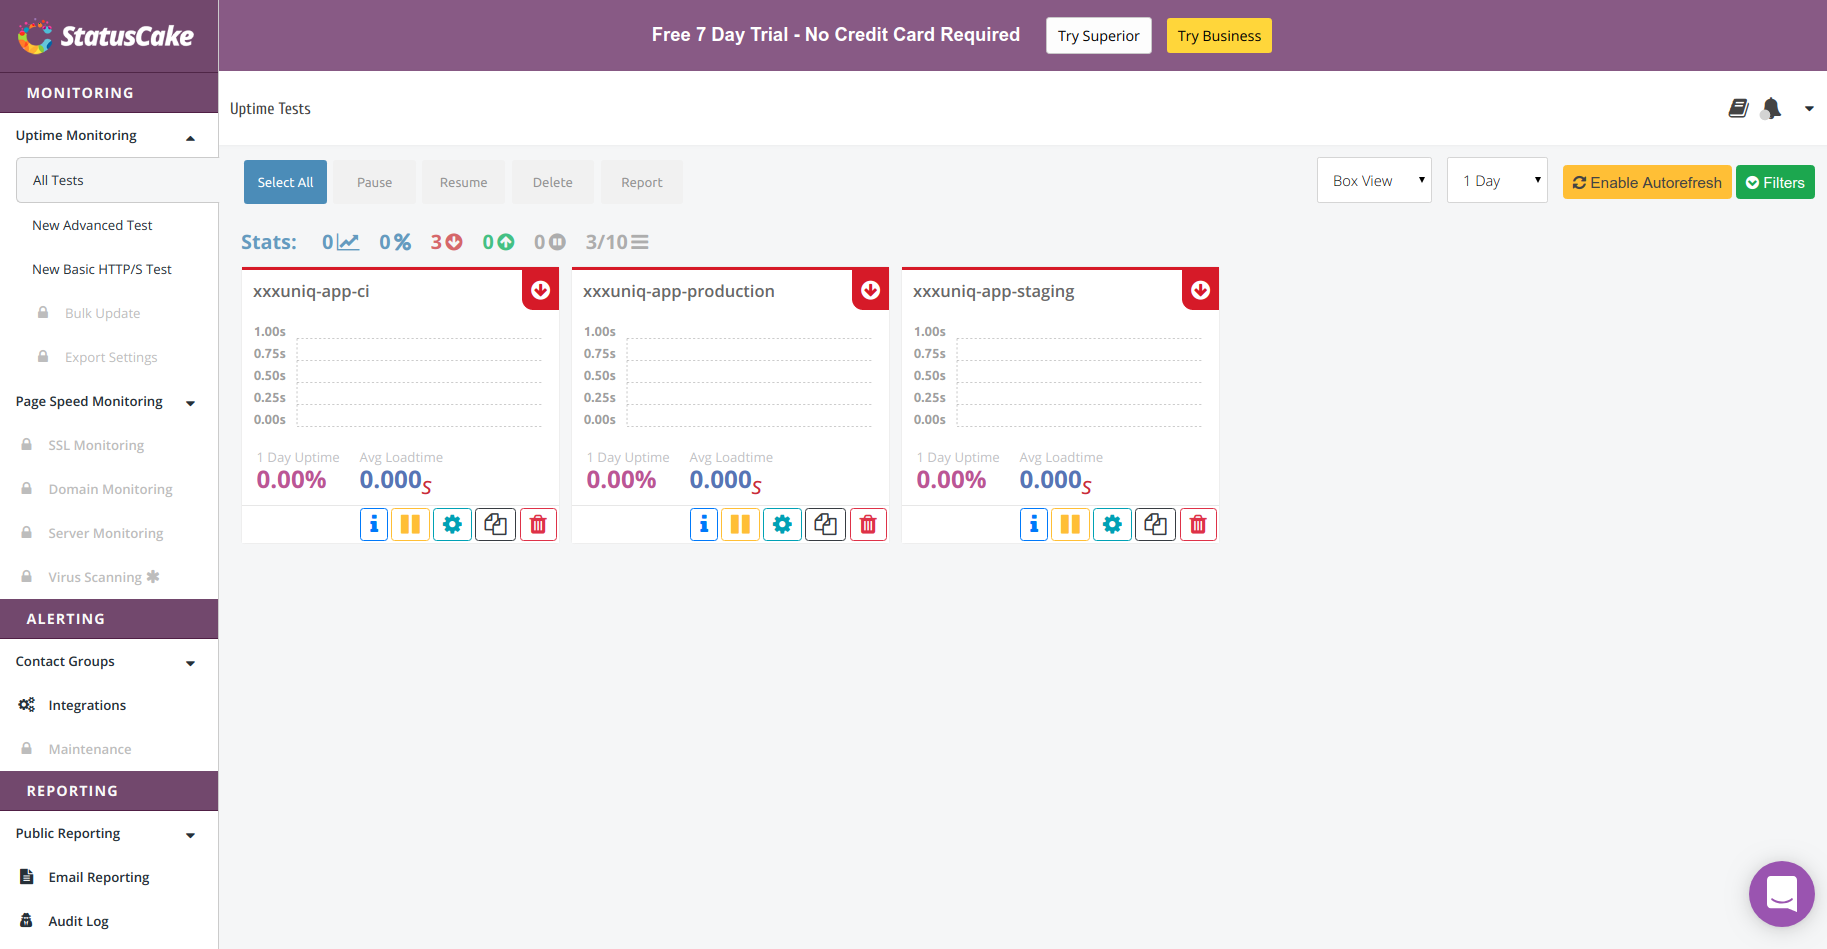 StatusCake
Free 7 Day Trial - No Credit Card Required
Try Superior
Try Business
MONITORING
Uptime Monitoring
All Tests
New Advanced Test
New Basic HTTP/S Test
Bulk Update
Export Settings
Page Speed Monitoring
SSL Monitoring
Domain Monitoring
Server Monitoring
Virus Scanning
ALERTING
Contact Groups
Integrations
Maintenance
REPORTING
Public Reporting
Email Reporting
Audit Log
Uptime Tests
Select All
Pause
Resume
Delete
Report
Box View
1 Day
Enable Autorefresh
Filters
Stats: 0 0% 3 0 0 3/10
xxxuniq-app-ci
1.00s
0.75s
0.50s
0.25s
0.00s
1 Day Uptime
0.00%
Avg Loadtime
0.000s
xxxuniq-app-production
1.00s
0.75s
0.50s
0.25s
0.00s
1 Day Uptime
0.00%
Avg Loadtime
0.000s
xxxuniq-app-staging
1.00s
0.75s
0.50s
0.25s
0.00s
1 Day Uptime
0.00%
Avg Loadtime
0.000s